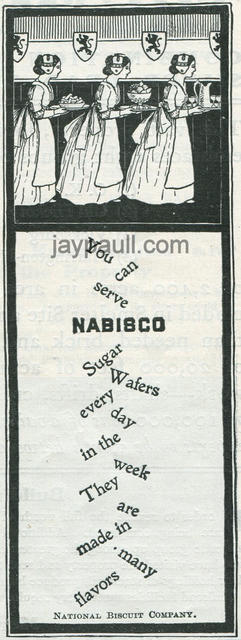 jaypaull.com
You
can
serve
NABISCO
Sugar
Wafers
every
day
in the
week
They
are
made in
many
flavors
NATIONAL BISCUIT COMPANY.